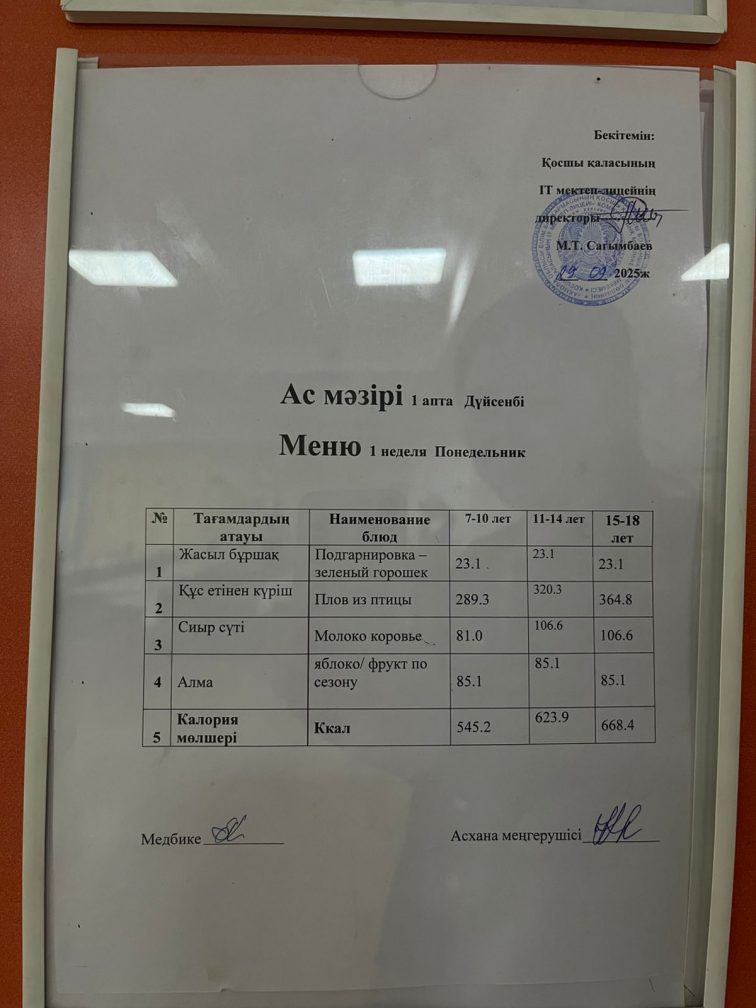 Бекітемін:
Қосшы қаласының
IT мектеп-лицейнің
директоры
М.Т. Сағымбаев
29 09 2025ж
Ас мәзірі 1 апта Дүйсенбі
Меню 1 неделя Понедельник
№ Тағамдардың атауы Наименование блюд 7-10 лет 11-14 лет 15-18 лет
1 Жасыл бұршақ Подгарнировка – зеленый горошек 23.1 23.1 23.1
2 Құс етінен күріш Плов из птицы 289.3 320.3 364.8
3 Сиыр сүті Молоко коровье 81.0 106.6 106.6
4 Алма яблоко/ фрукт по сезону 85.1 85.1 85.1
5 Калория мөлшері Ккал 545.2 623.9 668.4
Медбике Асхана меңгерушісі